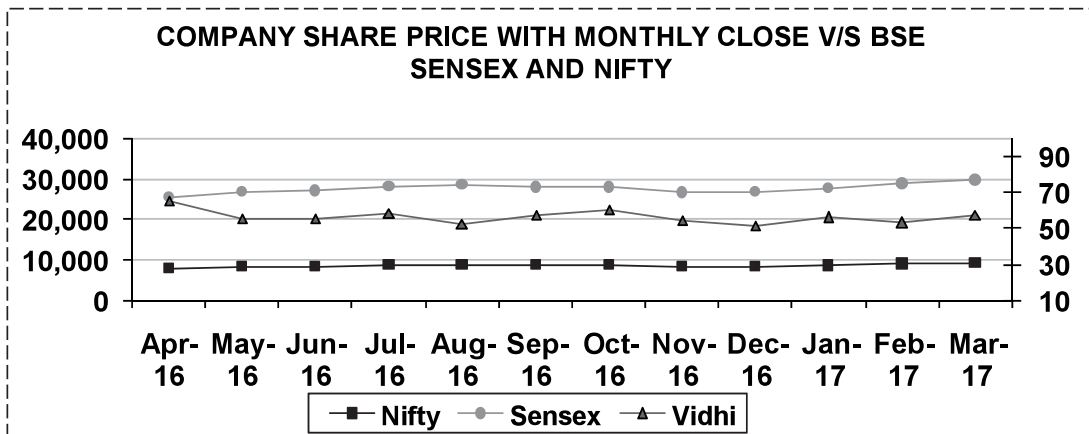 COMPANY SHARE PRICE WITH MONTHLY CLOSE V/S BSE
SENSEX AND NIFTY
40,000
30,000
20,000
10,000
0
90
70
50
30
10
Apr- May- Jun- Jul- Aug- Sep- Oct- Nov- Dec- Jan- Feb- Mar-
16 16 16 16 16 16 16 16 16 17 17 17
Nifty Sensex Vidhi